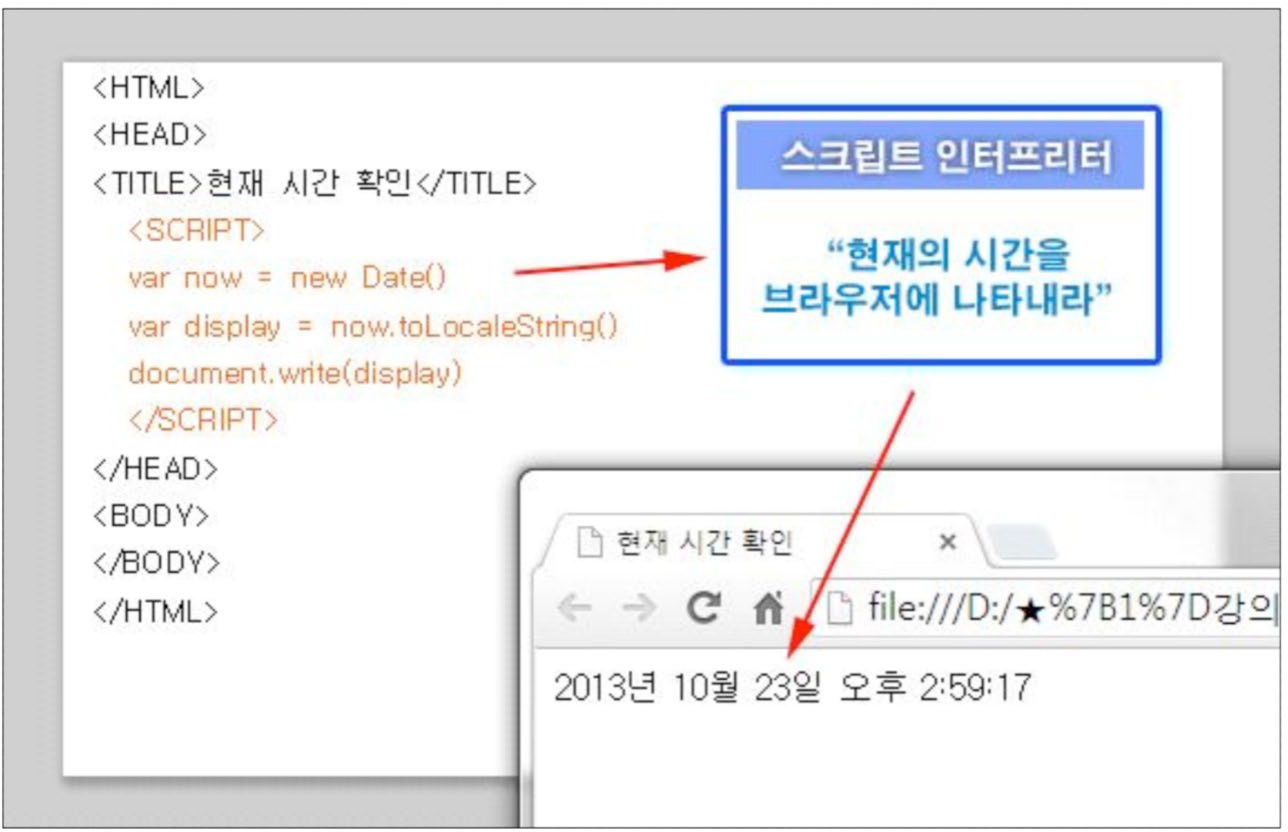 <HTML>
<HEAD>
<TITLE>현재 시간 확인</TITLE>
<SCRIPT>
var now = new Date()
var display = now.toLocaleString()
document.write(display)
</SCRIPT>
</HEAD>
<BODY>
</BODY>
</HTML>
스크립트 인터프리터
“현재의 시간을
브라우저에 나타내라”
현재 시간 확인
file:///D:/★%7B1%7D강의
2013년 10월 23일 오후 2:59:17